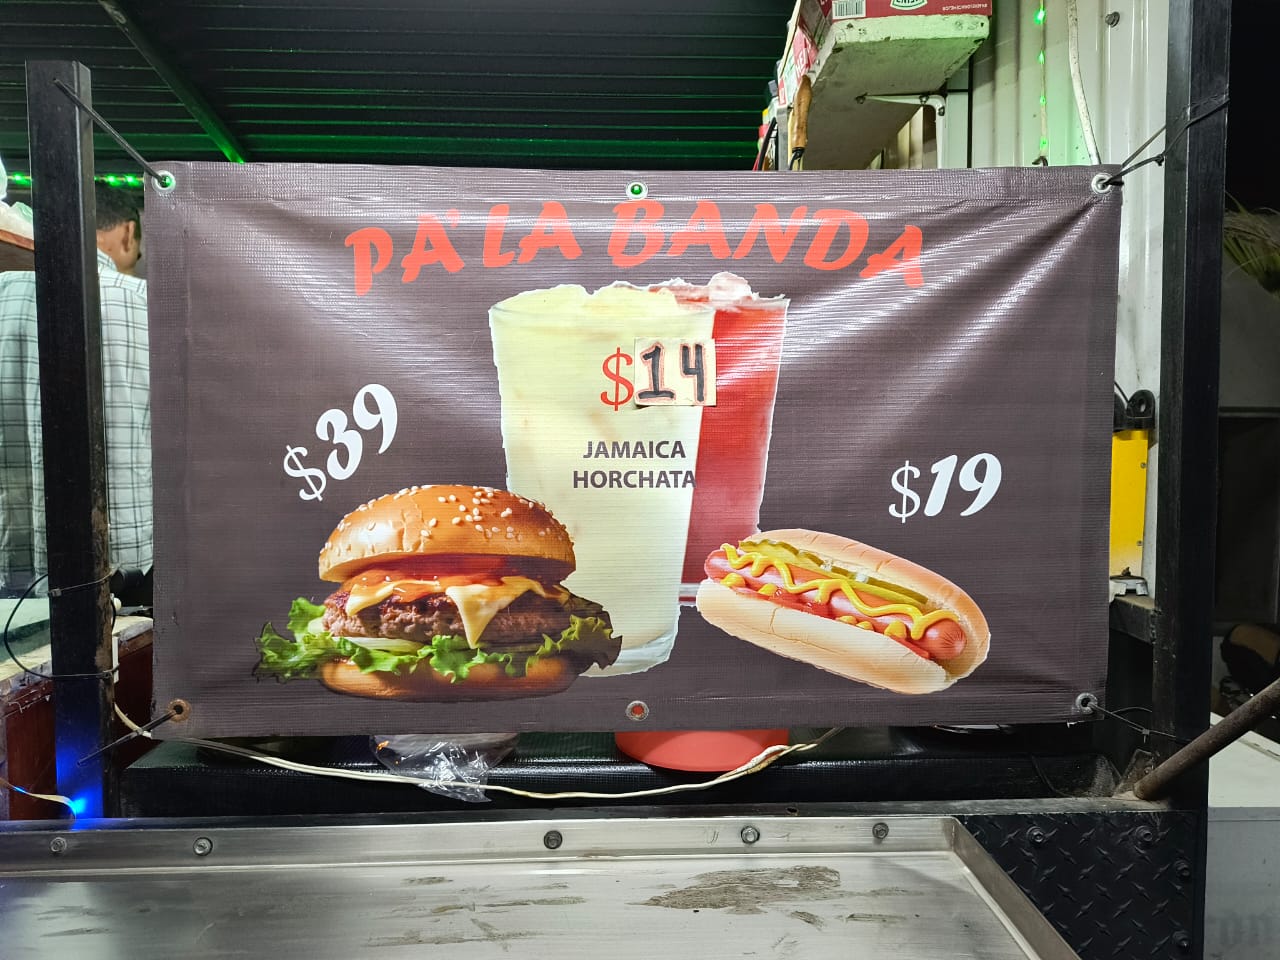 PA'LA BANDA
$14
JAMAICA
HORCHATA
$39
$19